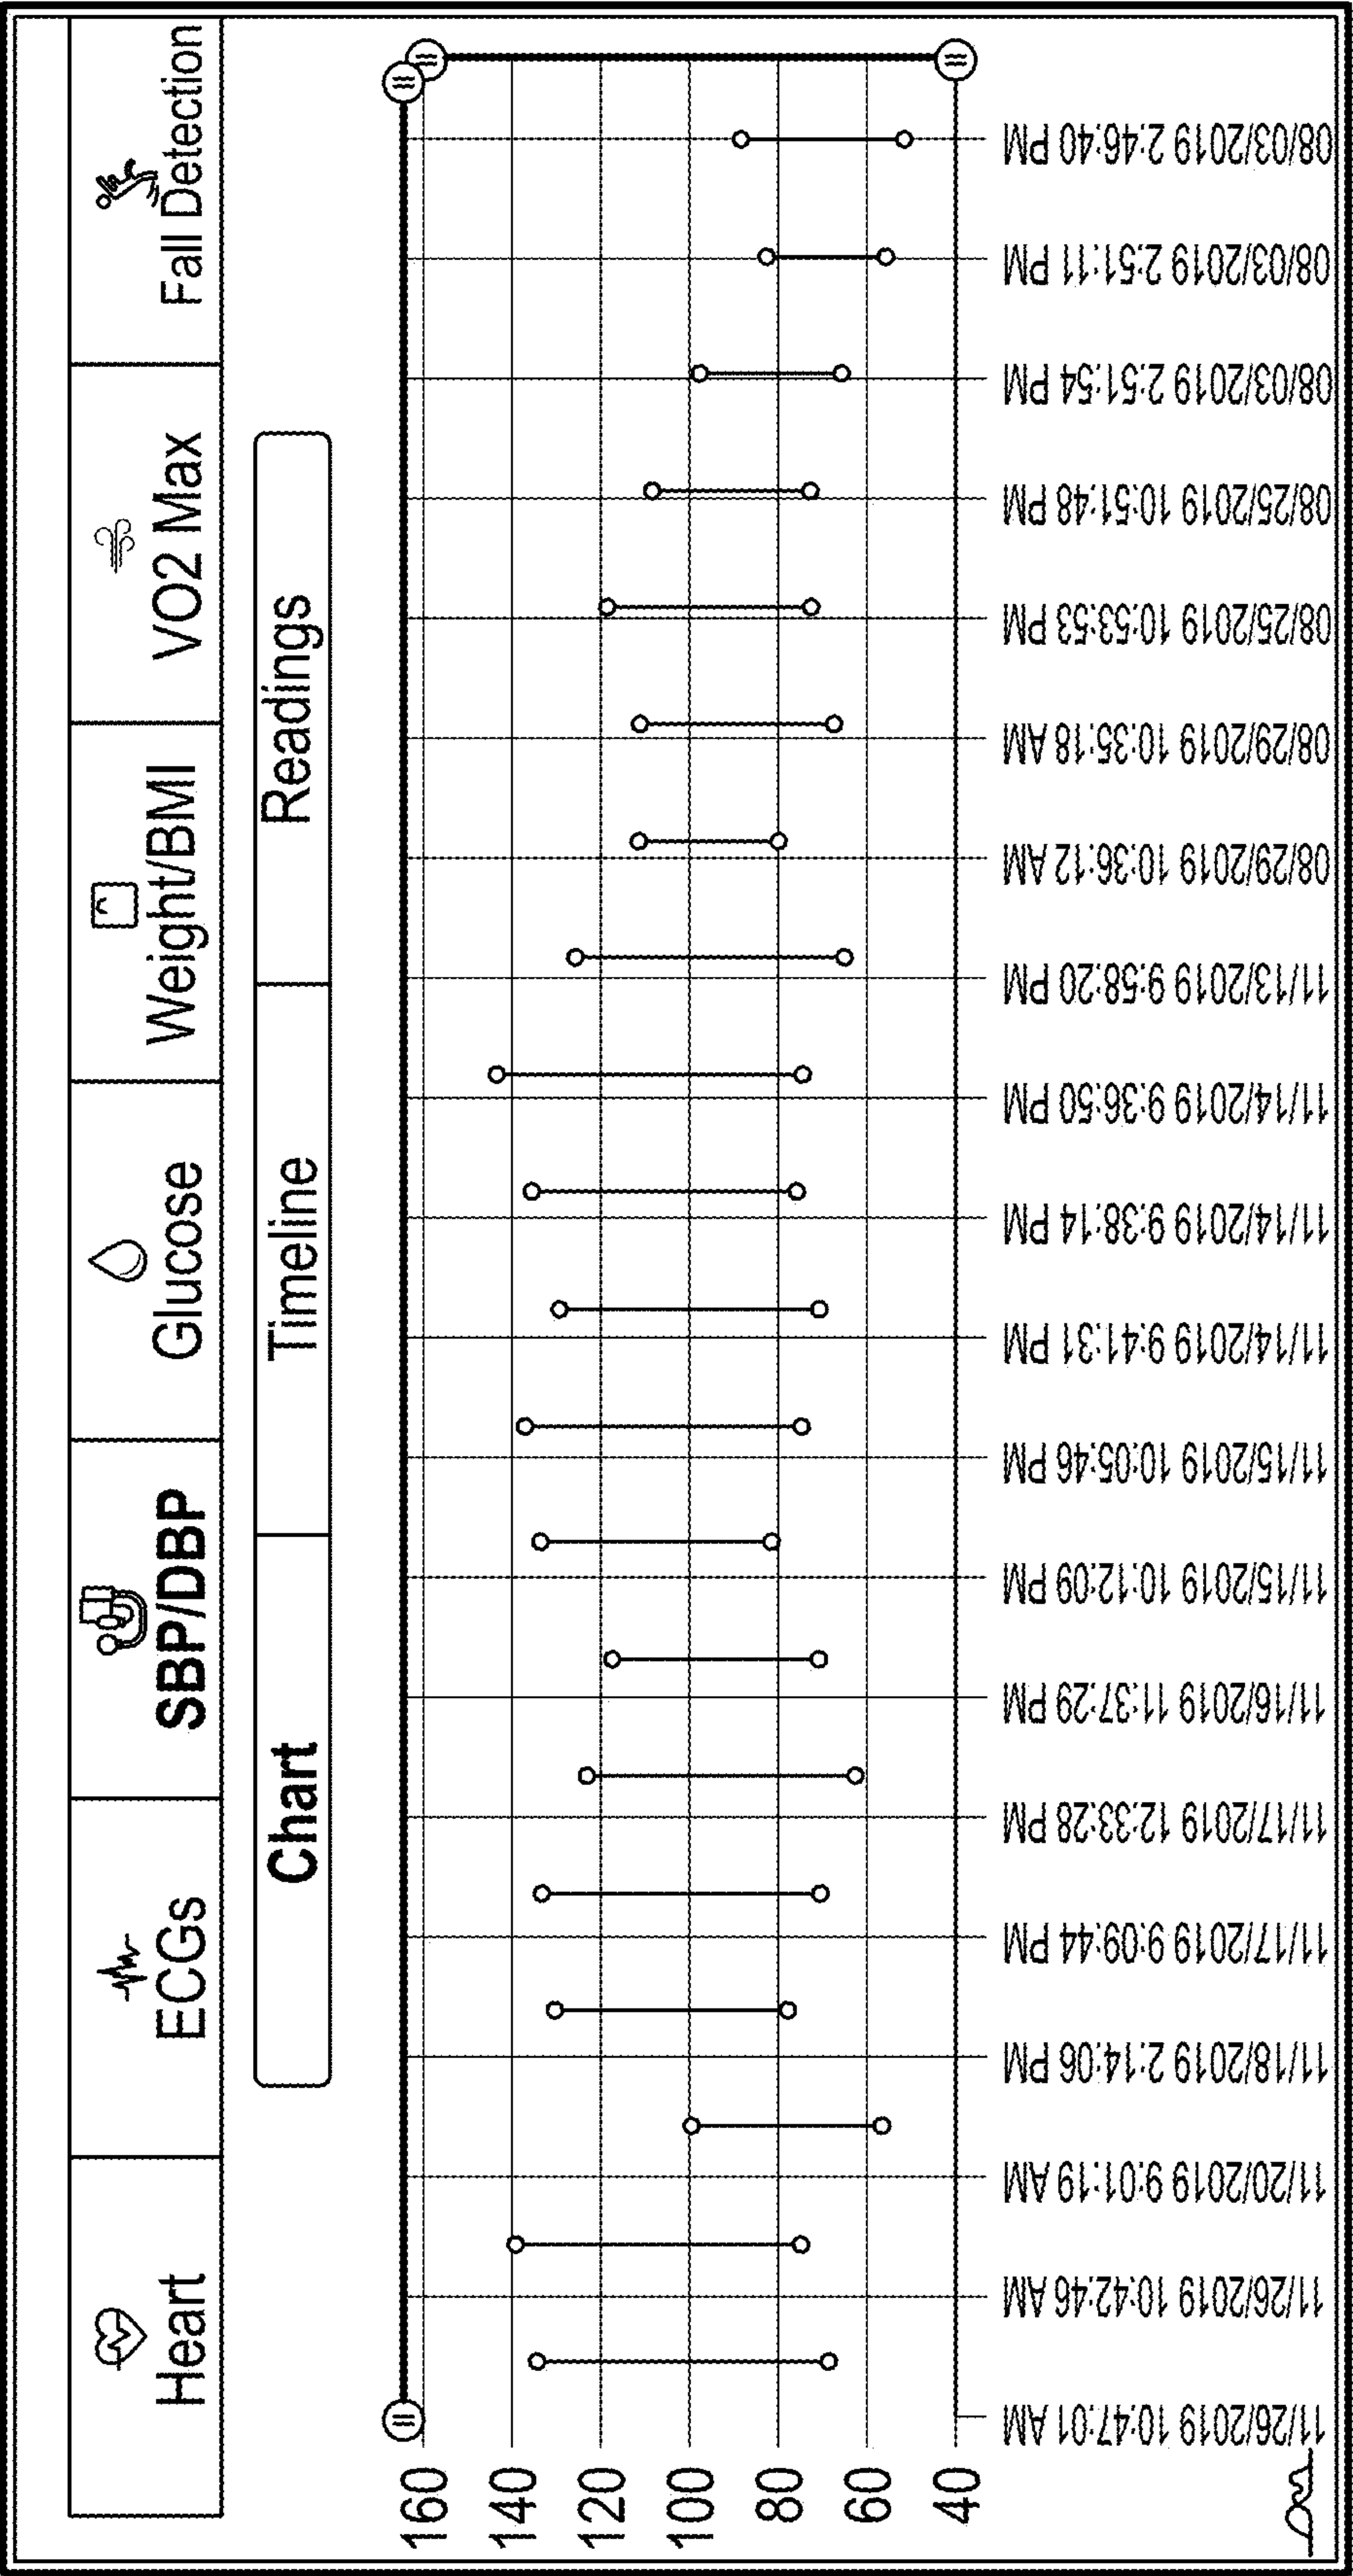 Heart
ECGs
SBP/DBP
Glucose
Weight/BMI
VO2 Max
Fall Detection
Chart
Timeline
Readings
160
140
120
100
80
60
40
11/26/2019 10:47:01 AM
11/26/2019 10:42:46 AM
11/20/2019 9:01:19 AM
11/18/2019 2:14:06 PM
11/17/2019 9:09:44 PM
11/17/2019 12:33:28 PM
11/16/2019 11:37:29 PM
11/15/2019 10:12:09 PM
11/15/2019 10:05:46 PM
11/14/2019 9:41:31 PM
11/14/2019 9:38:14 PM
11/14/2019 9:36:50 PM
11/13/2019 9:58:20 PM
08/29/2019 10:36:12 AM
08/29/2019 10:35:18 AM
08/25/2019 10:53:53 PM
08/25/2019 10:51:48 PM
08/03/2019 2:51:54 PM
08/03/2019 2:51:11 PM
08/03/2019 2:46:40 PM